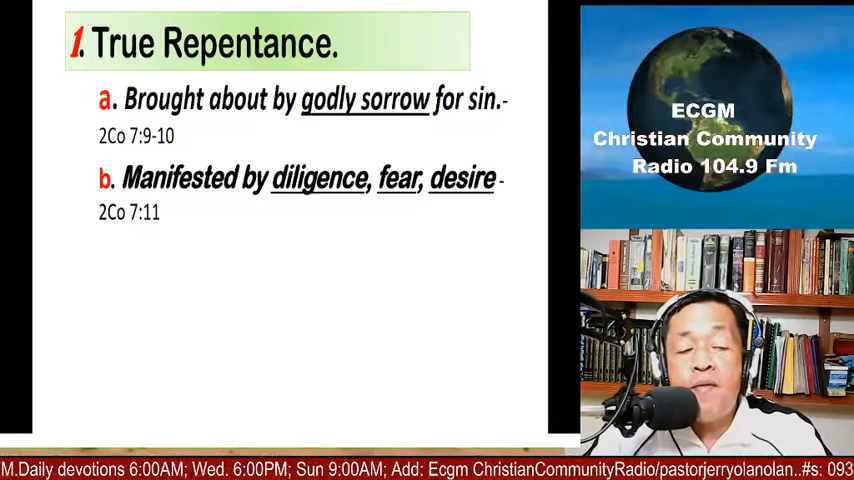 1. True Repentance.
a. Brought about by godly sorrow for sin.-
2Co 7:9-10
b. Manifested by diligence, fear, desire -
2Co 7:11
ECGM
Christian Community
Radio 104.9 Fm
M.Daily devotions 6:00AM; Wed. 6:00PM; Sun 9:00AM; Add: Ecgm ChristianCommunityRadio/pastorjerryolanolan..#s: 093